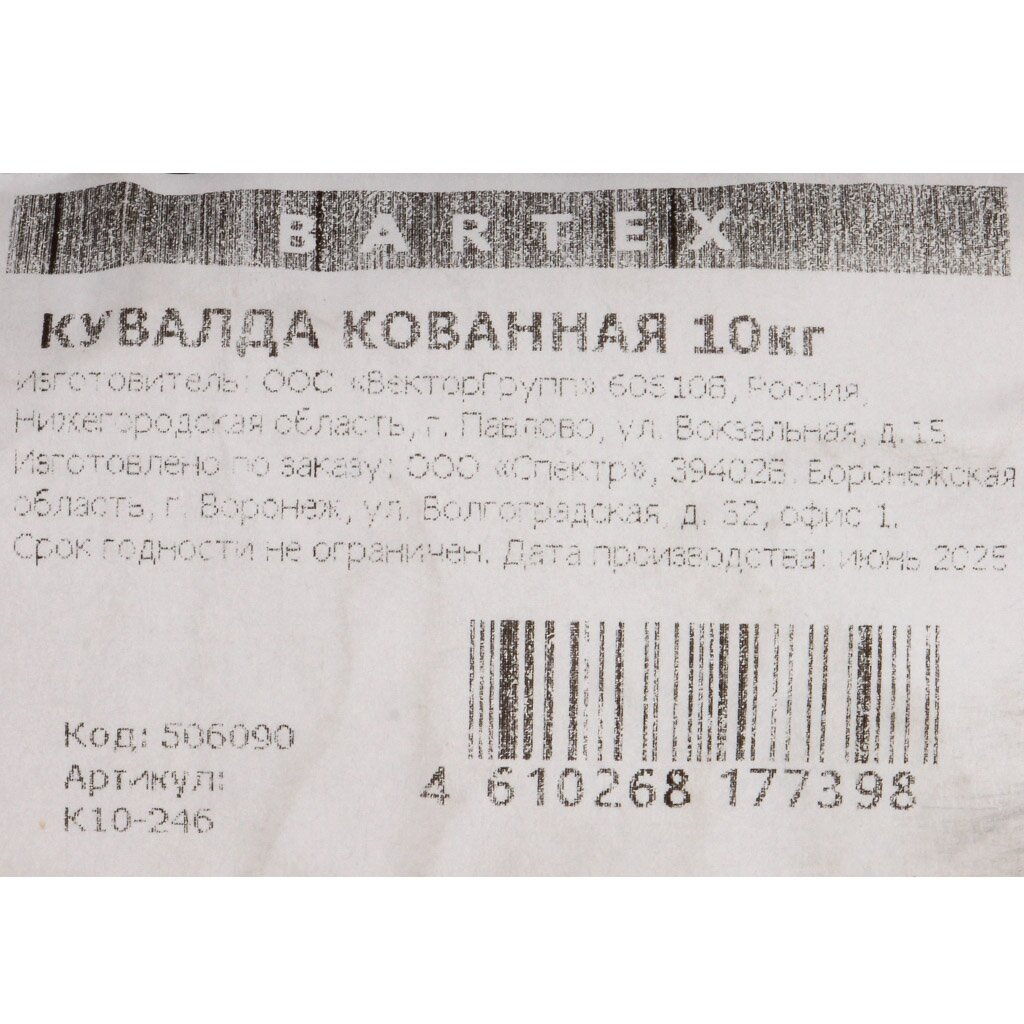 BARTEX
КУВАЛДА КОВАННАЯ 10кг
Изготовитель: ООО «ВекторГрупп» 606108, Россия,
Нижегородская область, г. Павлово, ул. Вокзальная, д.15
Изготовлено по заказу: ООО «Спектр», 394028. Воронежская
область, г. Воронеж, ул. Волгоградская, д. 32, офис 1.
Срок годности не ограничен. Дата производства: июнь 2025
Код: 506090
Артикул:
К10-246
4 610268 177398